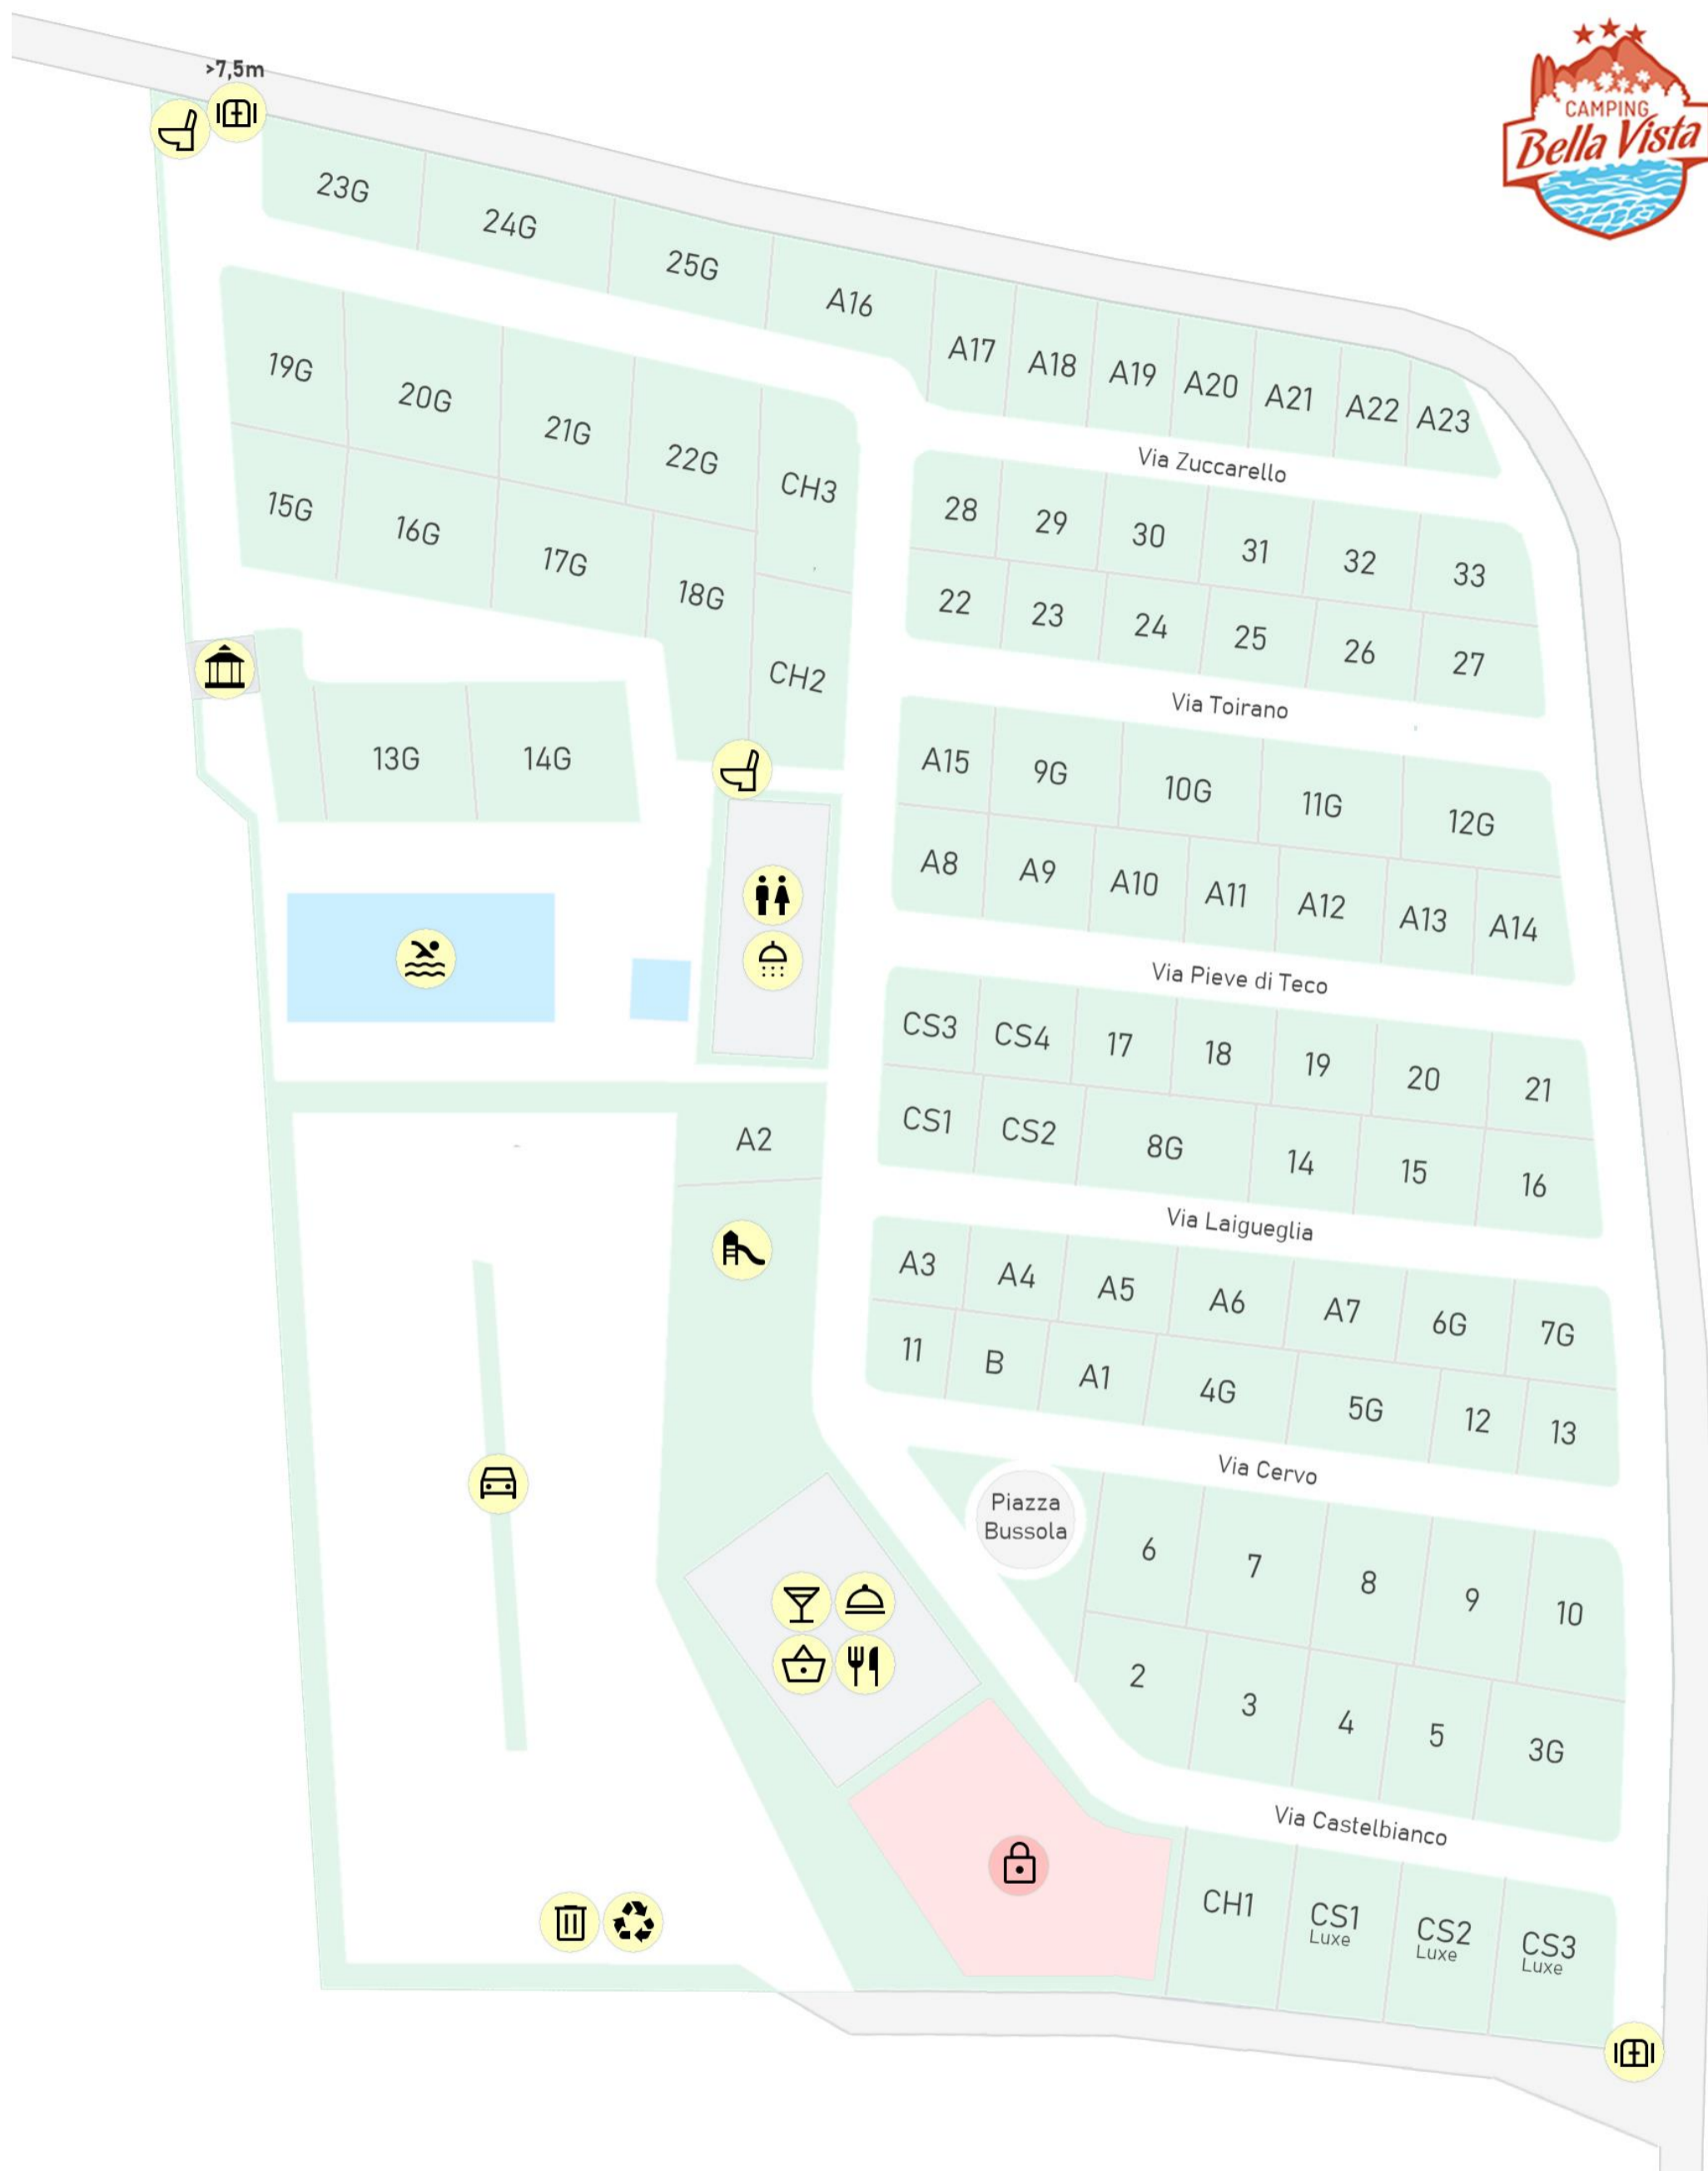 >7,5m
CAMPING
Bella Vista
23G
24G
25G
A16
A17
A18
A19
A20
A21
A22
A23
Via Zuccarello
19G
20G
21G
22G
CH3
15G
16G
17G
18G
CH2
28
29
30
31
32
33
22
23
24
25
26
27
Via Toirano
13G
14G
A15
9G
10G
11G
12G
A8
A9
A10
A11
A12
A13
A14
Via Pieve di Teco
CS3
CS4
17
18
19
20
21
CS1
CS2
8G
14
15
16
Via Laigueglia
A2
A3
A4
A5
A6
A7
6G
7G
11
B
A1
4G
5G
12
13
Via Cervo
Piazza
Bussola
6
7
8
9
10
2
3
4
5
3G
Via Castelbianco
CH1
CS1
Luxe
CS2
Luxe
CS3
Luxe